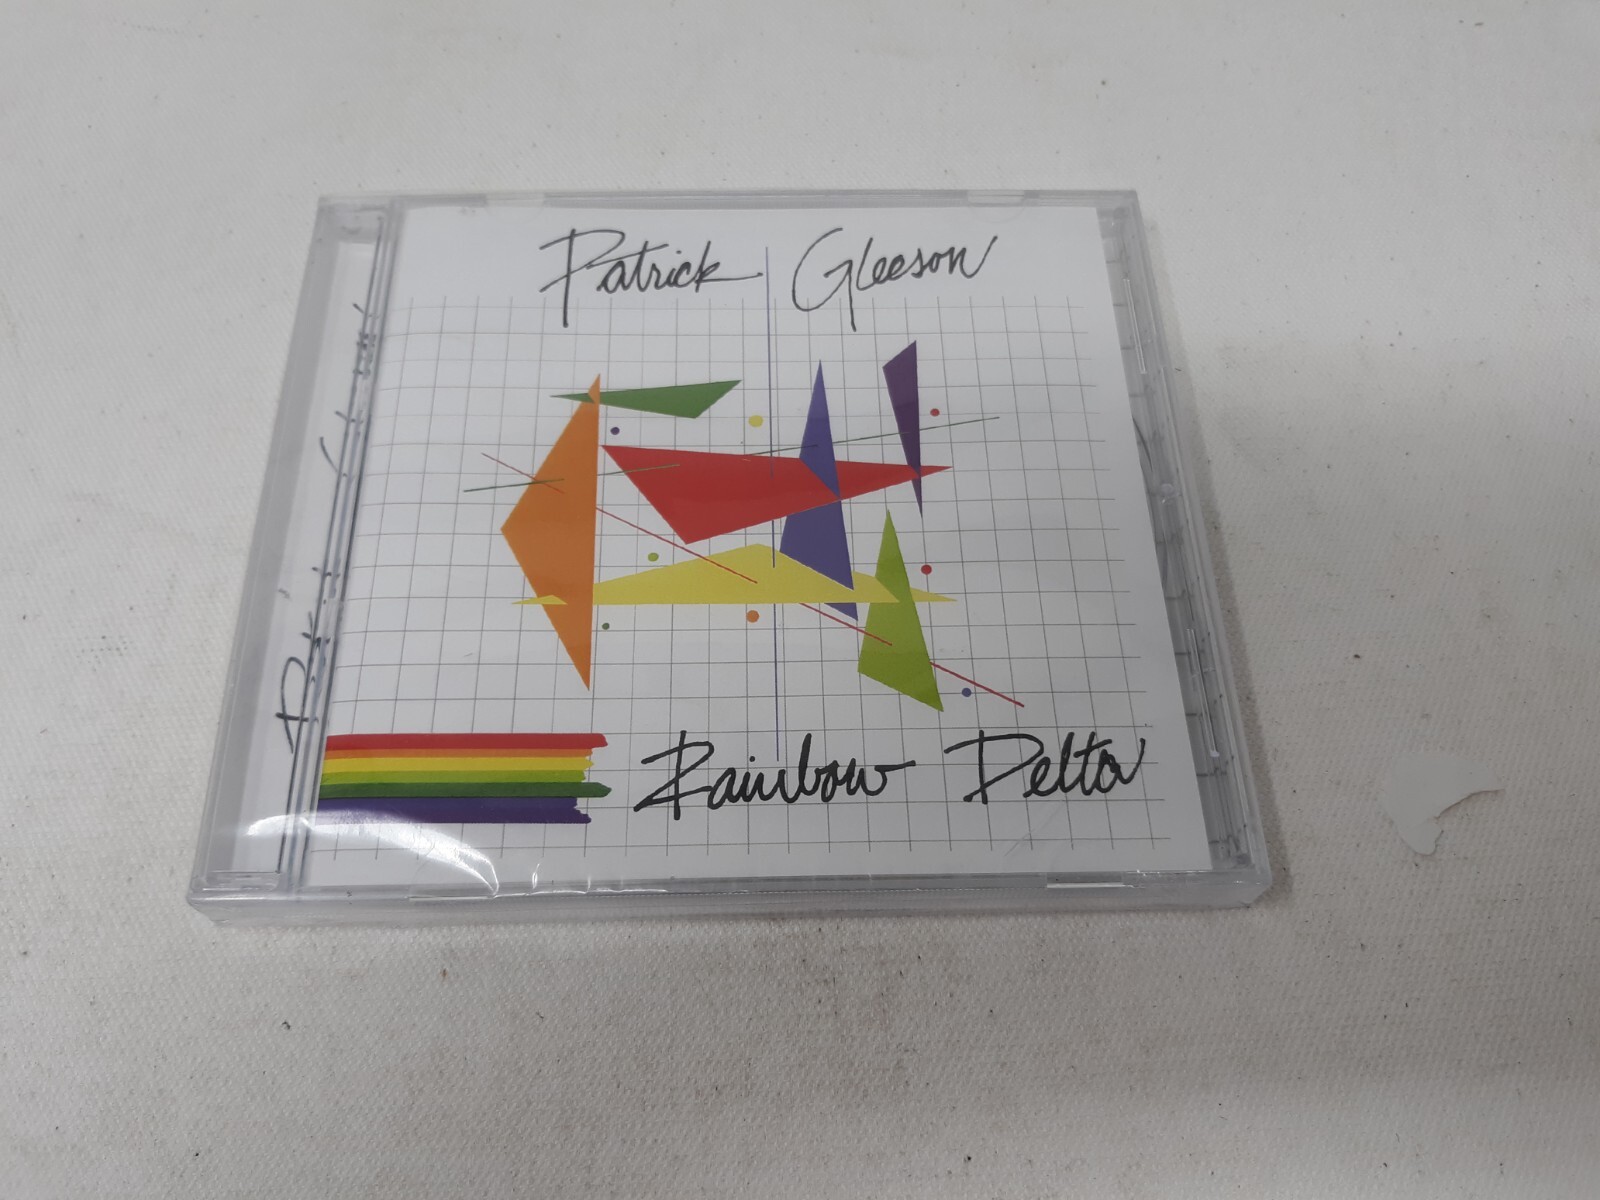 Patrick Gleeson
Rainbow Delta